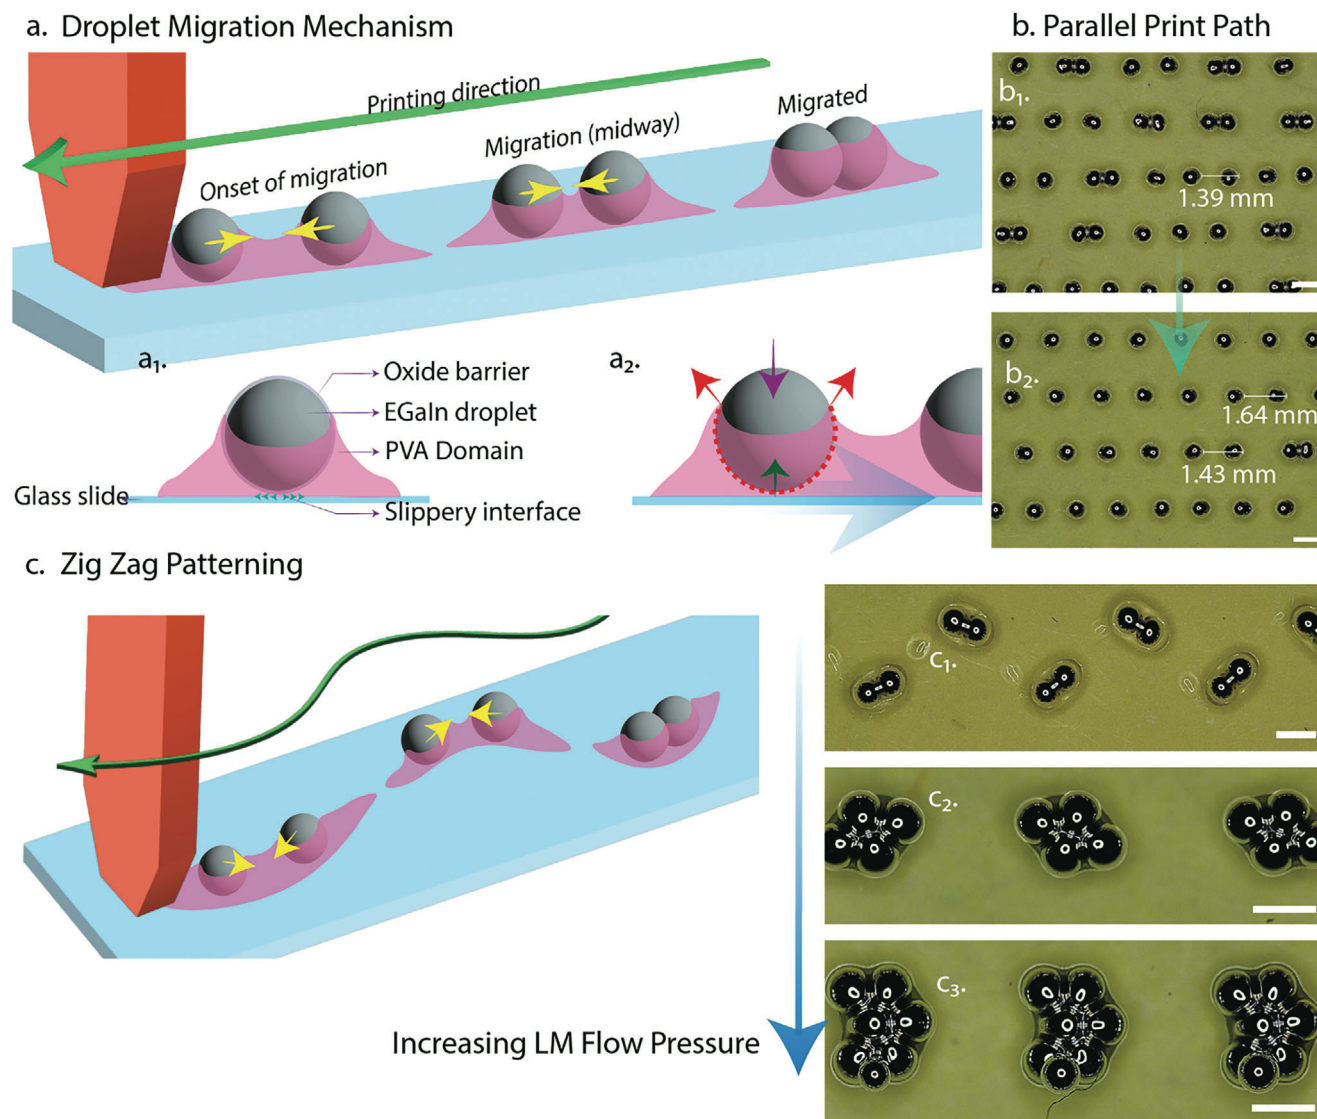 a. Droplet Migration Mechanism
b. Parallel Print Path
Printing direction
Onset of migration
Migration (midway)
Migrated
b₁.
1.39 mm
b₂.
1.64 mm
1.43 mm
a₁.
Oxide barrier
EGaIn droplet
PVA Domain
Glass slide
Slippery interface
a₂.
c. Zig Zag Patterning
c₁.
c₂.
c₃.
Increasing LM Flow Pressure